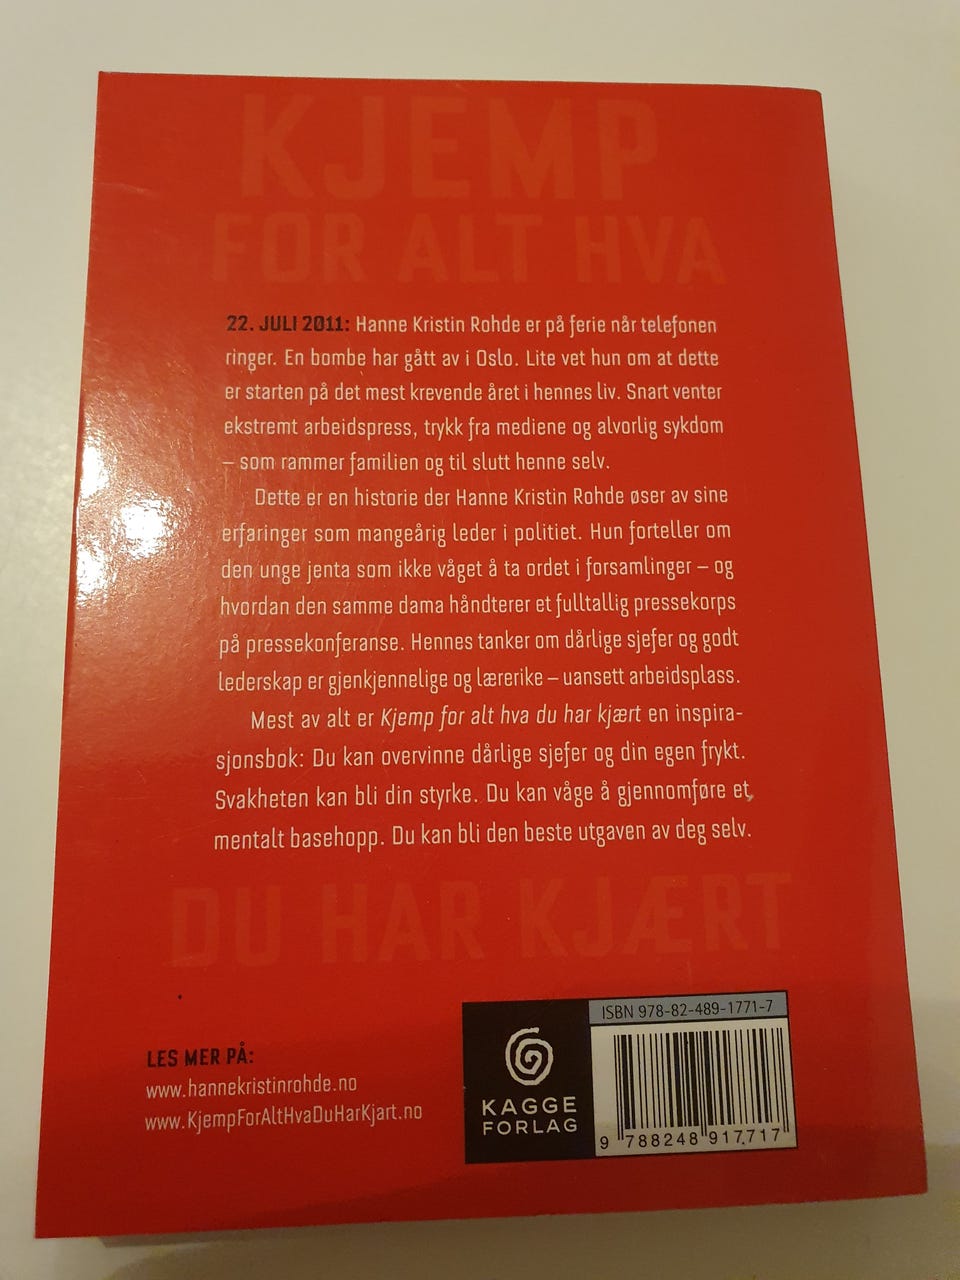 KJEMP
FOR ALT HVA
22. JULI 2011: Hanne Kristin Rohde er på ferie når telefonen
ringer. En bombe har gått av i Oslo. Lite vet hun om at dette
er starten på det mest krevende året i hennes liv. Snart venter
ekstremt arbeidspress, trykk fra mediene og alvorlig sykdom
– som rammer familien og til slutt henne selv.
Dette er en historie der Hanne Kristin Rohde øser av sine
erfaringer som mangeårig leder i politiet. Hun forteller om
den unge jenta som ikke våget å ta ordet i forsamlinger – og
hvordan den samme dama håndterer et fulltallig pressekorps
på pressekonferanse. Hennes tanker om dårlige sjefer og godt
lederskap er gjenkjennelige og lærerike – uansett arbeidsplass.
Mest av alt er Kjemp for alt hva du har kjært en inspira-
sjonsbok: Du kan overvinne dårlige sjefer og din egen frykt.
Svakheten kan bli din styrke. Du kan våge å gjennomføre et
mentalt basehopp. Du kan bli den beste utgaven av deg selv.
DU HAR KJÆRT
LES MER PÅ:
www.hannekristinrohde.no
www.KjempForAltHvaDuHarKjart.no
KAGGE
FORLAG
ISBN 978-82-489-1771-7
9 788248 917717